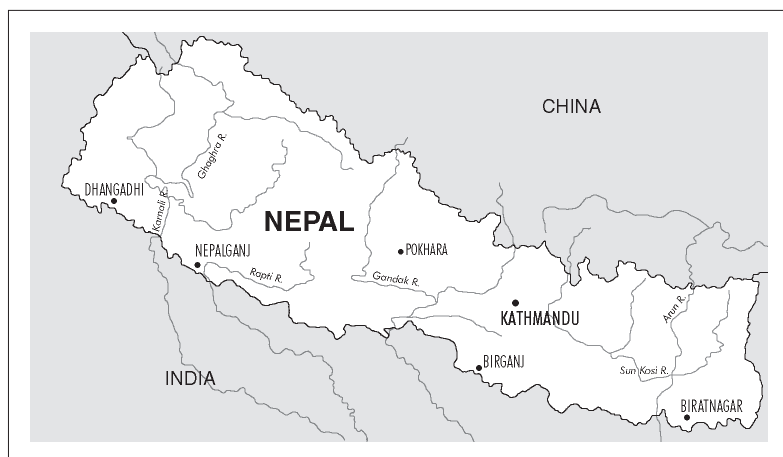 CHINA
Ghaghra R.
DHANGADHI
Karnali R.
NEPAL
NEPALGANJ
POKHARA
Rapti R.
Gandak R.
KATHMANDU
Arun R.
INDIA
BIRGANJ
Sun Kosi R.
BIRATNAGAR